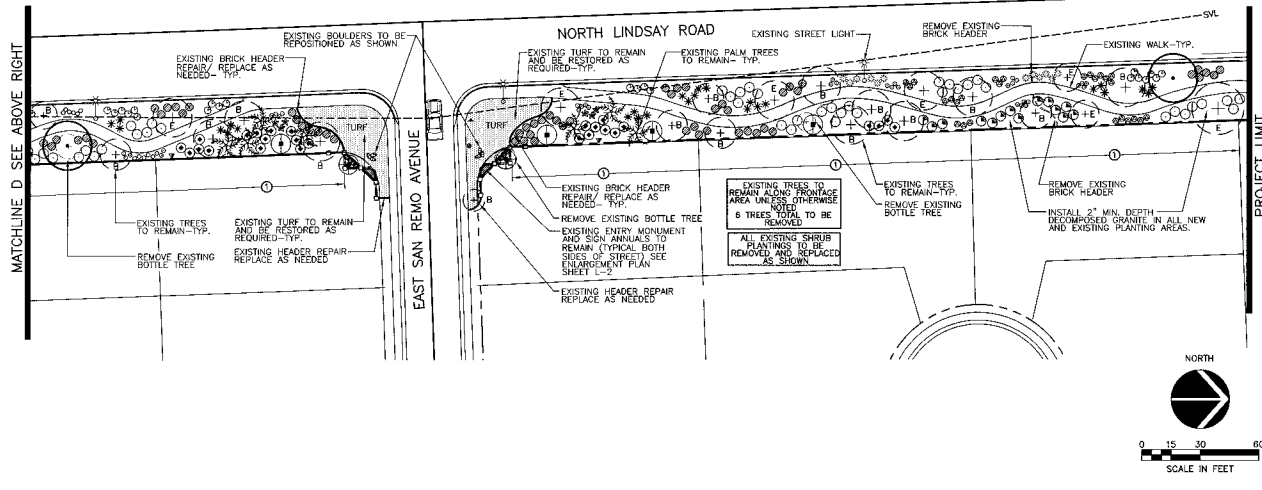 NORTH LINDSAY ROAD
MATCHLINE D SEE ABOVE RIGHT
EXISTING BRICK HEADER
REPAIR/ REPLACE AS
NEEDED- TYP.
EXISTING BOULDERS TO BE
REPOSITIONED AS SHOWN
EXISTING TURF TO REMAIN
AND BE RESTORED AS
REQUIRED-TYP.
EXISTING PALM TREES
TO REMAIN- TYP.
EXISTING STREET LIGHT
REMOVE EXISTING
BRICK HEADER
EXISTING WALK-TYP.
SVL
TURF
TURF
EAST SAN REMO AVENUE
PROJECT LIMIT
EXISTING TREES
TO REMAIN-TYP.
REMOVE EXISTING
BOTTLE TREE
EXISTING TURF TO REMAIN
AND BE RESTORED AS
REQUIRED-TYP.
EXISTING HEADER REPAIR
REPLACE AS NEEDED
EXISTING BRICK HEADER
REPAIR/ REPLACE AS
NEEDED- TYP.
REMOVE EXISTING BOTTLE TREE
EXISTING ENTRY MONUMENT
AND SIGN ANNUALS TO
REMAIN (TYPICAL BOTH
SIDES OF STREET) SEE
ENLARGEMENT PLAN
SHEET L-2
EXISTING HEADER REPAIR
REPLACE AS NEEDED
EXISTING TREES TO
REMAIN ALONG FRONTAGE
AREA UNLESS OTHERWISE
NOTED
6 TREES TOTAL TO BE
REMOVED
ALL EXISTING SHRUB
PLANTINGS TO BE
REMOVED AND REPLACED
AS SHOWN
EXISTING TREES
TO REMAIN-TYP.
REMOVE EXISTING
BOTTLE TREE
REMOVE EXISTING
BRICK HEADER
INSTALL 2" MIN. DEPTH
DECOMPOSED GRANITE IN ALL NEW
AND EXISTING PLANTING AREAS.
1
1
1
NORTH
0 15 30 60
SCALE IN FEET